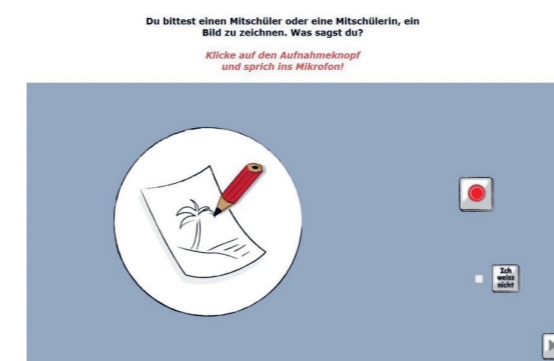 Du bittest einen Mitschüler oder eine Mitschülerin, ein
Bild zu zeichnen. Was sagst du?
Klicke auf den Aufnahmeknopf
und sprich ins Mikrofon!
Ich
weiss
nicht